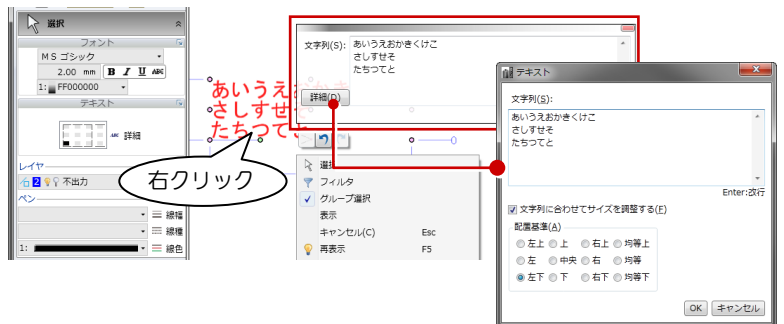 選択
フォント
MS ゴシック
2.00 mm B I U ABC
1: FF000000
テキスト
ABC 詳細
レイヤ
2 不出力
ペン
線幅
線種
1: 線色
あいうえおかき
さしすせそ
たちつてと
右クリック
文字列(S): あいうえおかきくけこ
さしすせそ
たちつてと
詳細(D)
選択
フィルタ
グループ選択
表示
キャンセル(C) Esc
再表示 F5
テキスト
文字列(S):
あいうえおかきくけこ
さしすせそ
たちつてと
Enter:改行
文字列に合わせてサイズを調整する(F)
配置基準(A)
左上 上 右上 均等上
左 中央 右 均等
左下 下 右下 均等下
OK キャンセル